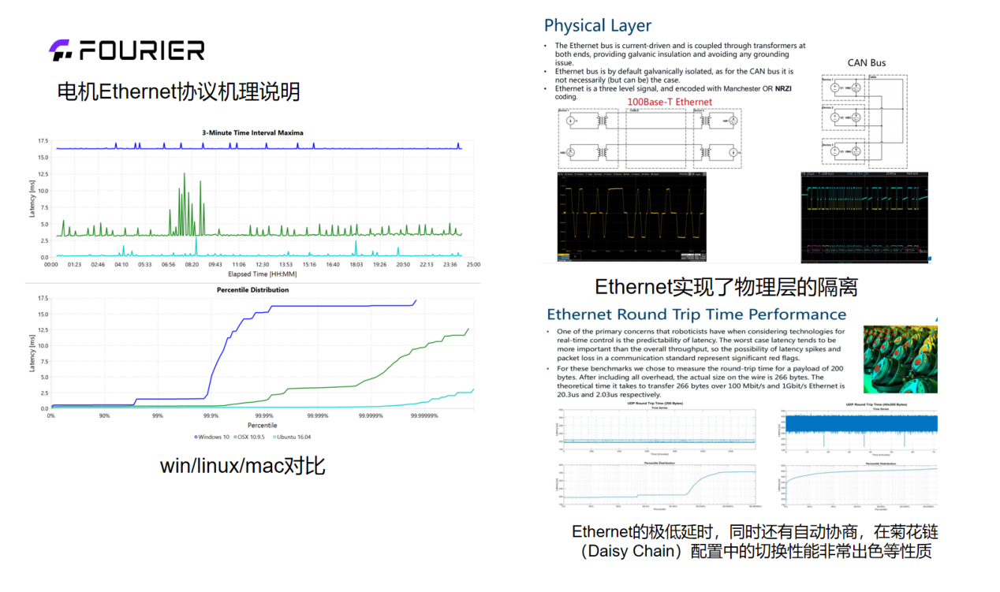 FOURIER
电机Ethernet协议机理说明
3-Minute Time Interval Maxima
Latency [ms]
17.5
15.0
12.5
10.0
7.5
5.0
2.5
0.0
00:00 01:23 02:46 04:10 05:33 06:56 08:20 09:43 11:06 12:30 13:53 15:16 16:40 18:03 19:26 20:50 22:13 23:36 25:00
Elapsed Time [HH:MM]
Percentile Distribution
Latency [ms]
17.5
15.0
12.5
10.0
7.5
5.0
2.5
0.0
0% 90% 99% 99.9% 99.99% 99.999% 99.9999% 99.99999%
Percentile
Windows 10 OSX 10.9.5 Ubuntu 16.04
win/linux/mac对比
Physical Layer
• The Ethernet bus is current-driven and is coupled through transformers at
both ends, providing galvanic insulation and avoiding any grounding
issue.
• Ethernet bus is by default galvanically isolated, as for the CAN bus it is
not necessarily (but can be) the case.
• Ethernet is a three level signal, and encoded with Manchester OR NRZI
coding.
100Base-T Ethernet
CAN Bus
Ethernet实现了物理层的隔离
Ethernet Round Trip Time Performance
• One of the primary concerns that roboticists have when considering technologies for
real-time control is the predictability of latency. The worst case latency tends to be
more important than the overall throughput, so the possibility of latency spikes and
packet loss in a communication standard represent significant red flags.
• For these benchmarks we chose to measure the round-trip time for a payload of 200
bytes. After including all overhead, the actual size on the wire is 266 bytes. The
theoretical time it takes to transfer 266 bytes over 100 Mbit/s and 1Gbit/s Ethernet is
20.3us and 2.03us respectively.
UDP Round Trip Time (200 Bytes)
Time Series
Time [minutes]
Percentile Distribution
Percentile
UDP Round Trip Time (40x200 Bytes)
Time Series
Time [minutes]
Percentile Distribution
Percentile
Ethernet的极低延时，同时还有自动协商，在菊花链
（Daisy Chain）配置中的切换性能非常出色等性质